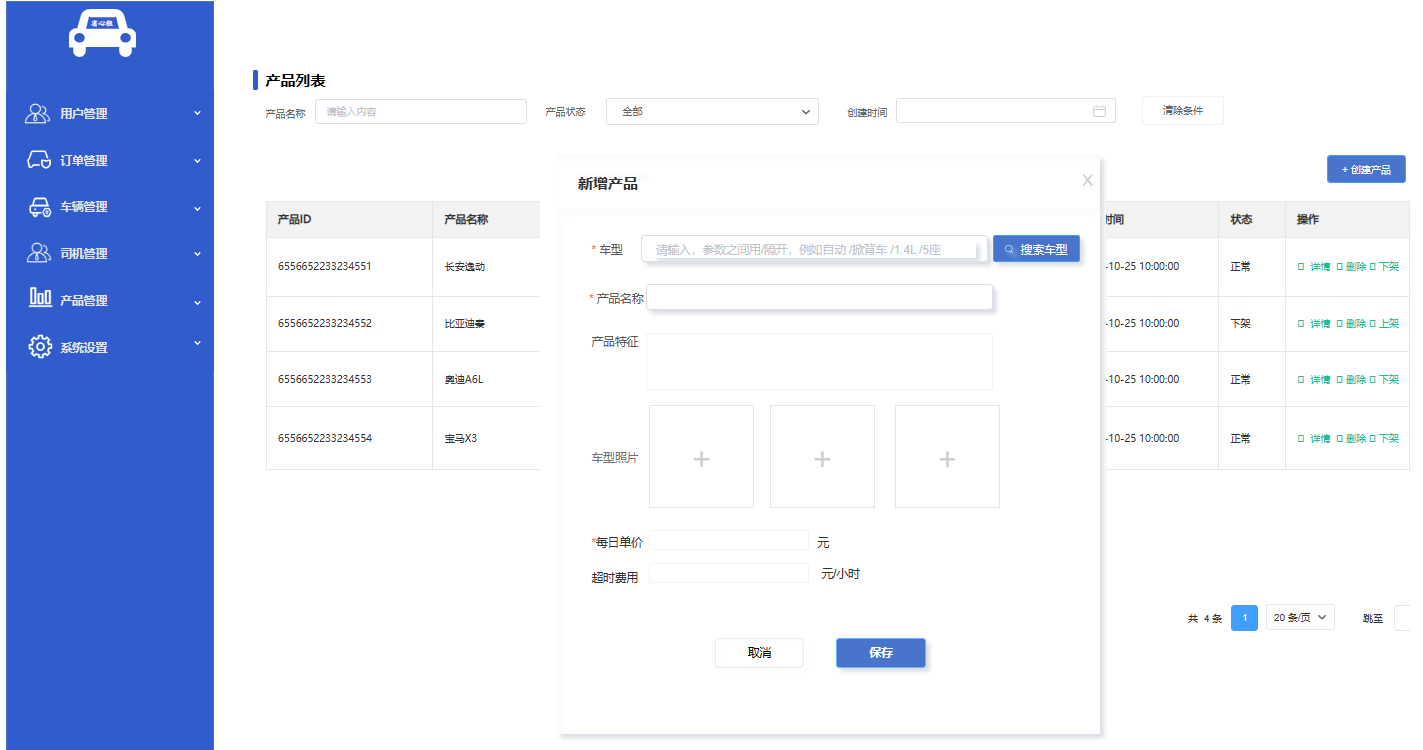 省心租
用户管理
订单管理
车辆管理
司机管理
产品管理
系统设置
产品列表
产品名称 请输入内容 产品状态 全部 创建时间 清除条件
+ 创建产品
产品ID 产品名称 时间 状态 操作
6556652233234551 长安逸动 -10-25 10:00:00 正常 详情 删除 下架
6556652233234552 比亚迪秦 -10-25 10:00:00 下架 详情 删除 上架
6556652233234553 奥迪A6L -10-25 10:00:00 正常 详情 删除 下架
6556652233234554 宝马X3 -10-25 10:00:00 正常 详情 删除 下架
共 4 条 1 20 条/页 跳至
新增产品
* 车型 请输入，参数之间用/隔开，例如自动 /掀背车 /1.4L /5座 搜索车型
* 产品名称
产品特征
车型照片
*每日单价 元
超时费用 元/小时
取消 保存